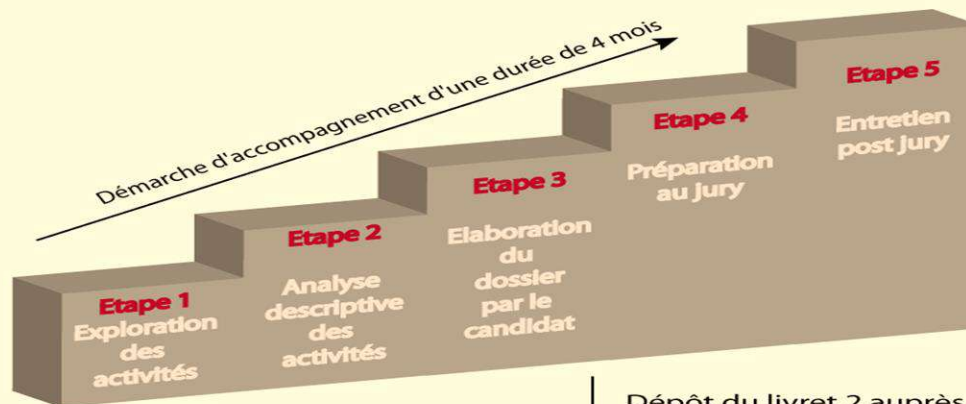 Démarche d'accompagnement d'une durée de 4 mois
Etape 1
Exploration
des
activités
Etape 2
Analyse
descriptive
des
activités
Etape 3
Elaboration
du
dossier
par le
candidat
Etape 4
Préparation
au Jury
Etape 5
Entretien
post Jury
Dépôt du livret 2 auprès